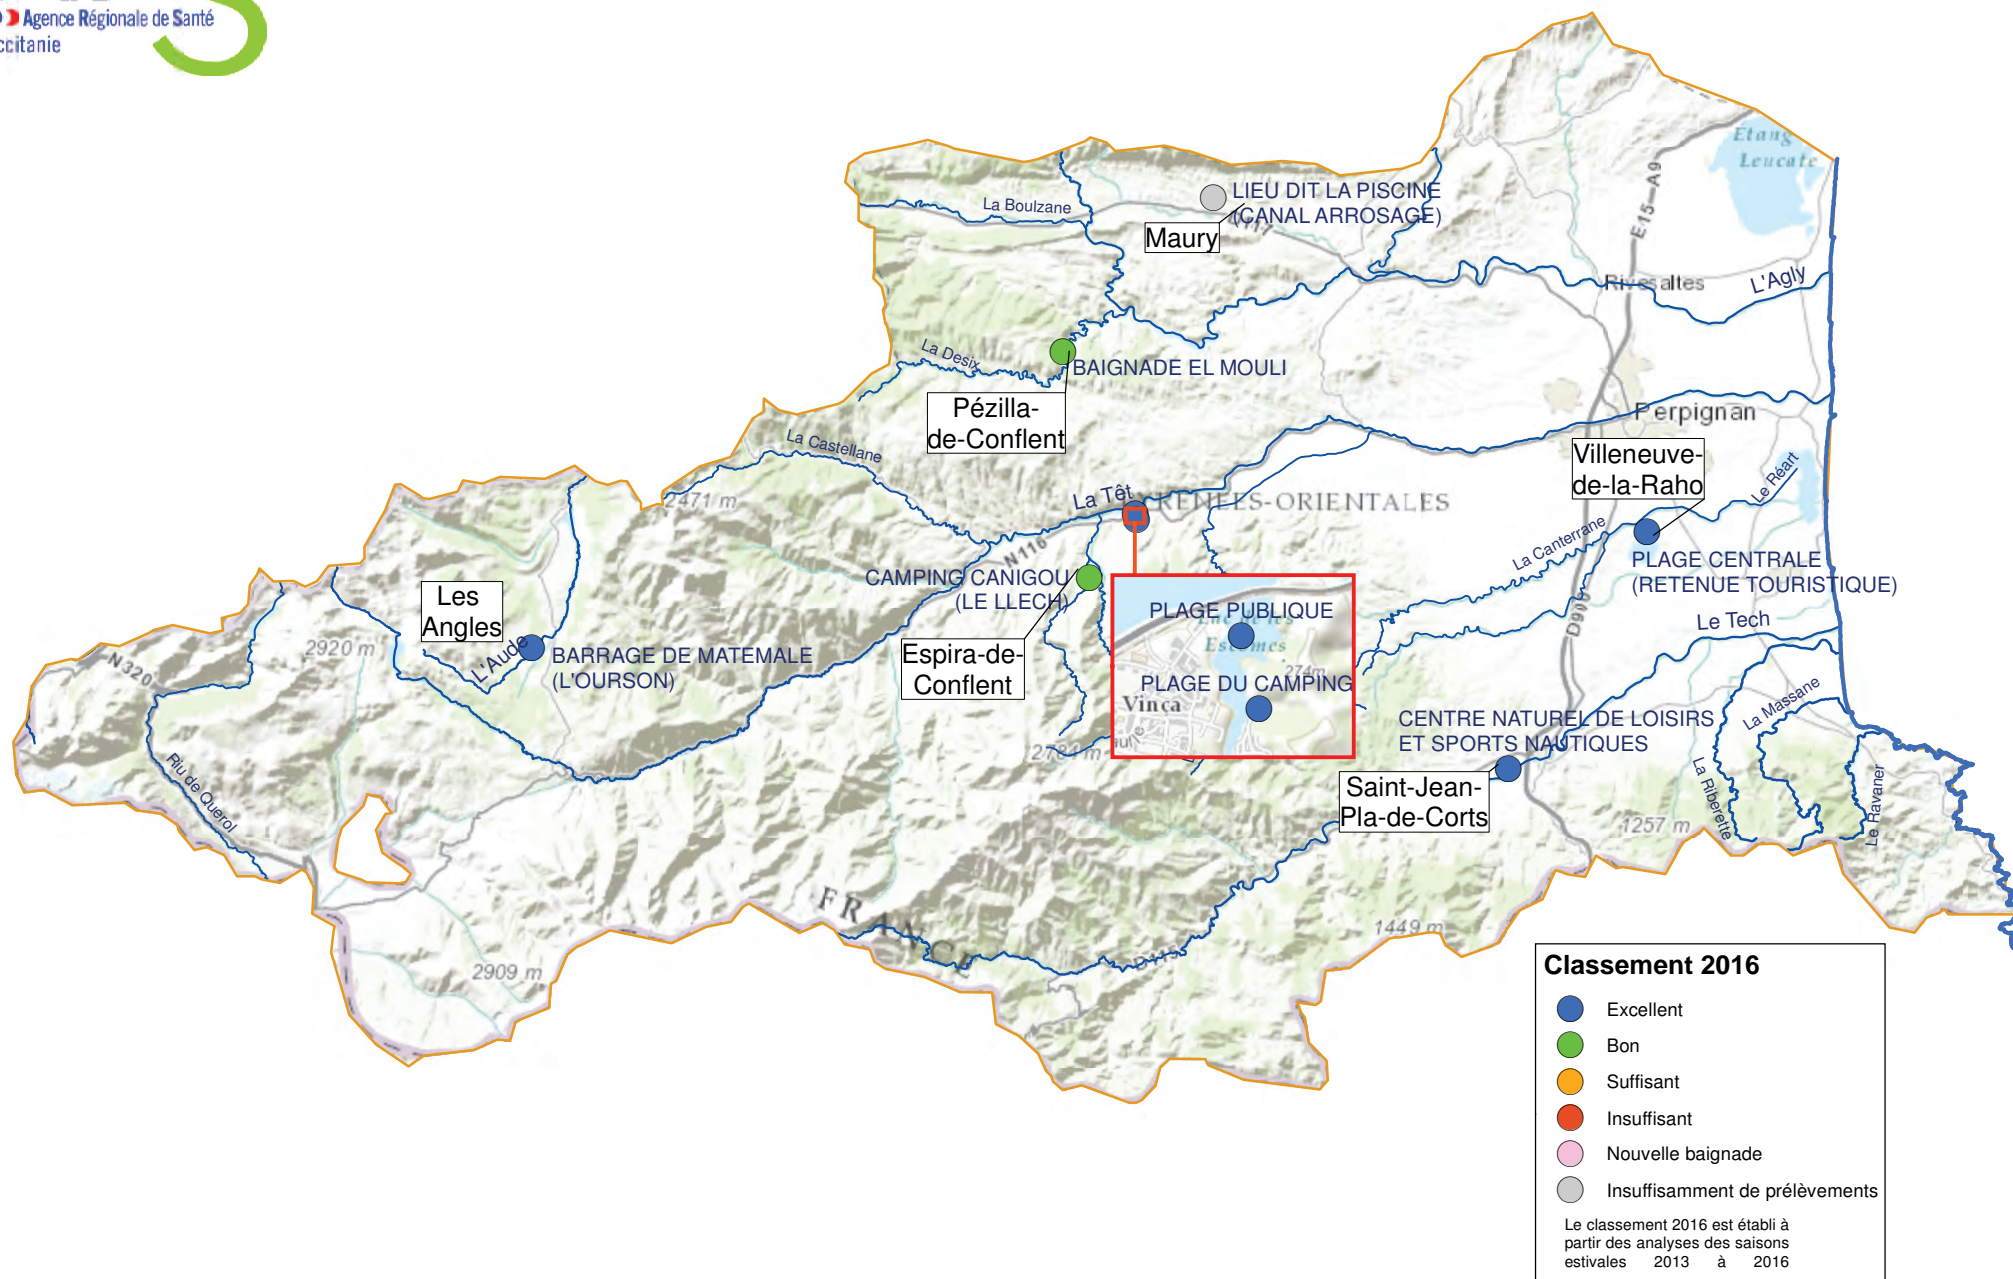 Agence Régionale de Santé
Etang
Leucate
E15-A9
LIEU DIT LA PISCINE
(CANAL ARROSAGE)
La Boulzane
Maury
Rivesaltes
L'Agly
La Desix
BAIGNADE EL MOULI
Pézilla-
de-Conflent
Perpignan
La Castellane
Villeneuve-
de-la-Raho
Le Réart
2471 m
La Têt
PYRENEES-ORIENTALES
N116
La Canterrane
PLAGE CENTRALE
(RETENUE TOURISTIQUE)
CAMPING CANIGOU
(LE LLECH)
Les
Angles
PLAGE PUBLIQUE
Lac de les
Escomes
Le Tech
2920 m
L'Aude
BARRAGE DE MATEMALE
(L'OURSON)
Espira-de-
Conflent
274m
PLAGE DU CAMPING
Vinça
N320
La Massane
CENTRE NATUREL DE LOISIRS
ET SPORTS NAUTIQUES
2784 m
Riu de Querol
Saint-Jean-
Pla-de-Corts
La Riberette
Le Ravaner
1257 m
FRANCE
1449 m
2909 m
Classement 2016
Excellent
Bon
Suffisant
Insuffisant
Nouvelle baignade
Insuffisamment de prélèvements
Le classement 2016 est établi à
partir des analyses des saisons
estivales 2013 à 2016